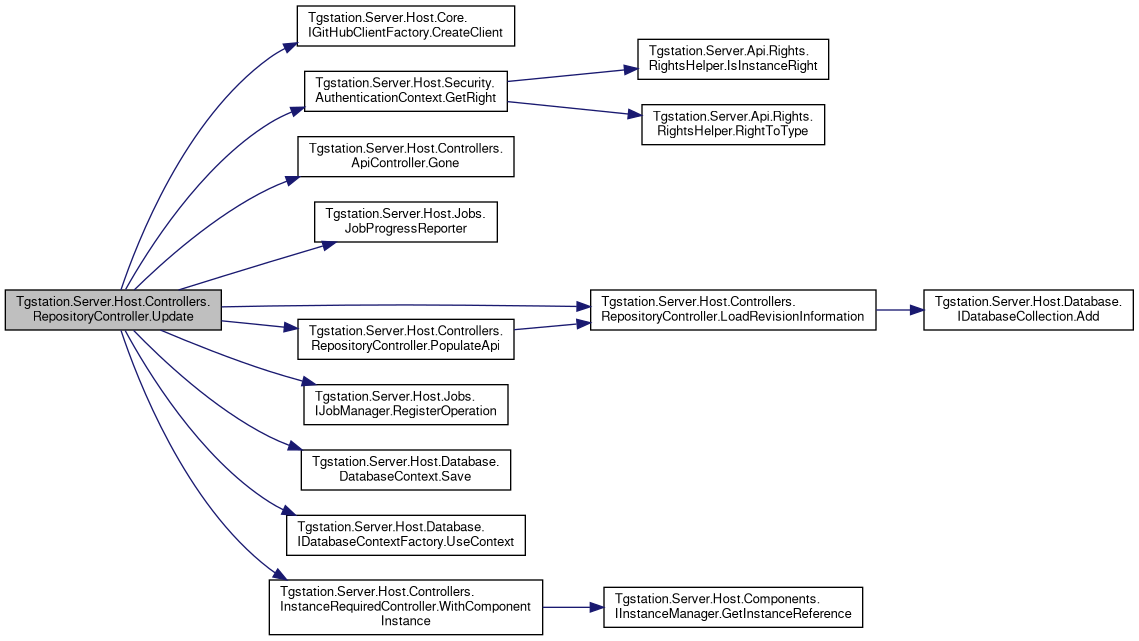 Tgstation.Server.Host.Core.
IGitHubClientFactory.CreateClient
Tgstation.Server.Host.Security.
AuthenticationContext.GetRight
Tgstation.Server.Api.Rights.
RightsHelper.IsInstanceRight
Tgstation.Server.Api.Rights.
RightsHelper.RightToType
Tgstation.Server.Host.Controllers.
ApiController.Gone
Tgstation.Server.Host.Jobs.
JobProgressReporter
Tgstation.Server.Host.Controllers.
RepositoryController.Update
Tgstation.Server.Host.Controllers.
RepositoryController.LoadRevisionInformation
Tgstation.Server.Host.Database.
IDatabaseCollection.Add
Tgstation.Server.Host.Controllers.
RepositoryController.PopulateApi
Tgstation.Server.Host.Jobs.
IJobManager.RegisterOperation
Tgstation.Server.Host.Database.
DatabaseContext.Save
Tgstation.Server.Host.Database.
IDatabaseContextFactory.UseContext
Tgstation.Server.Host.Controllers.
InstanceRequiredController.WithComponent
Instance
Tgstation.Server.Host.Components.
IInstanceManager.GetInstanceReference